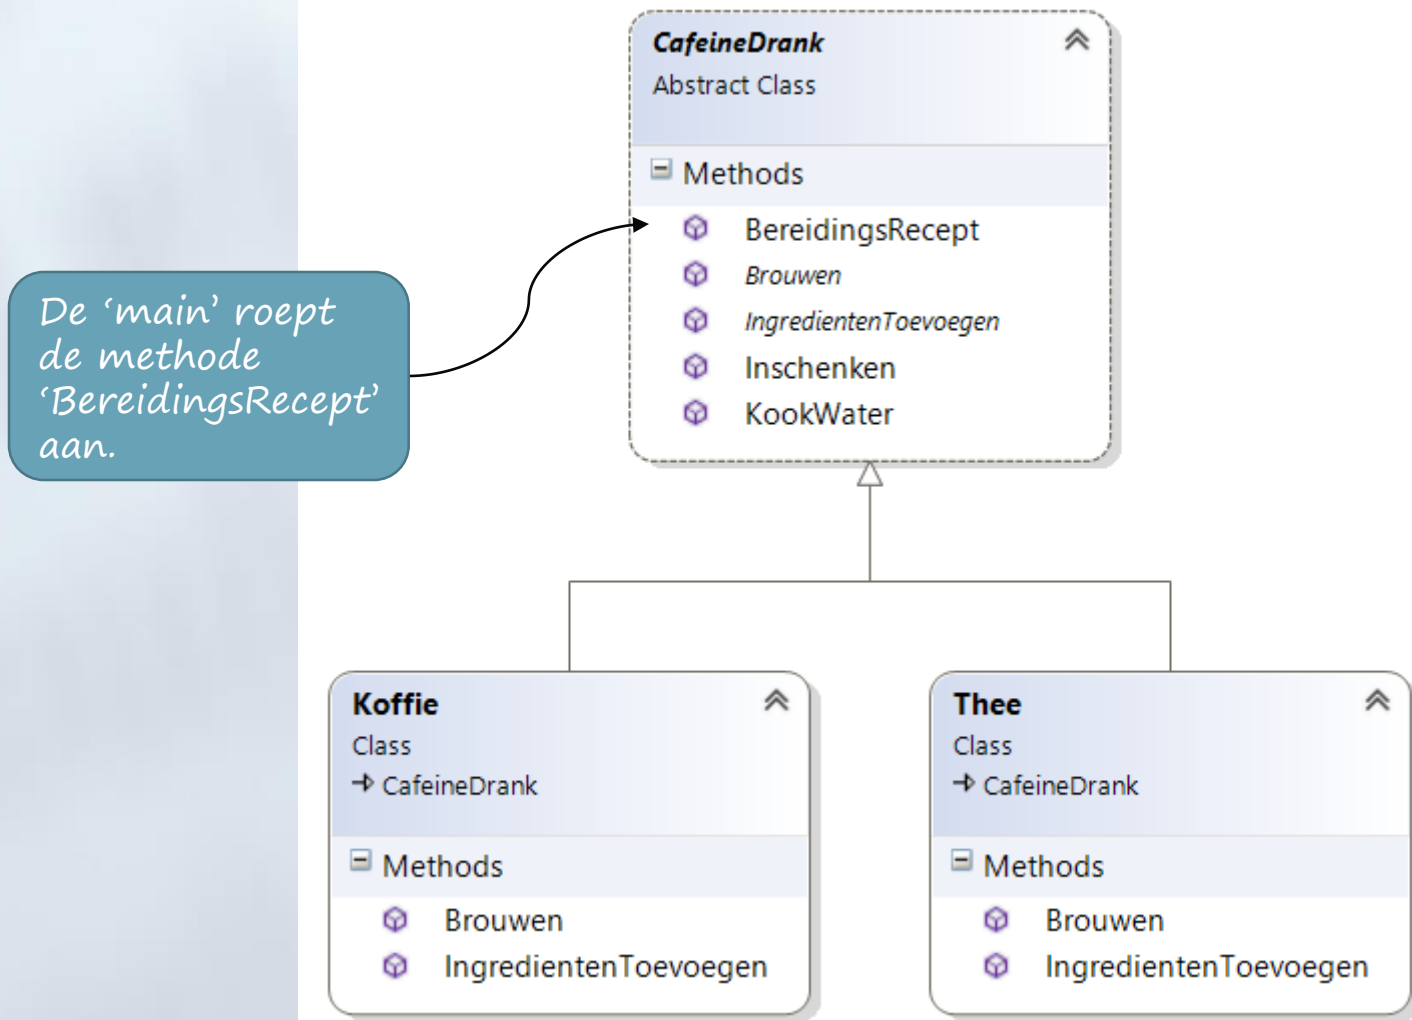 CafeineDrank
Abstract Class
Methods
BereidingsRecept
Brouwen
IngredientenToevoegen
Inschenken
KookWater
De ‘main’ roept
de methode
‘BereidingsRecept’
aan.
Koffie
Class
CafeineDrank
Methods
Brouwen
IngredientenToevoegen
Thee
Class
CafeineDrank
Methods
Brouwen
IngredientenToevoegen